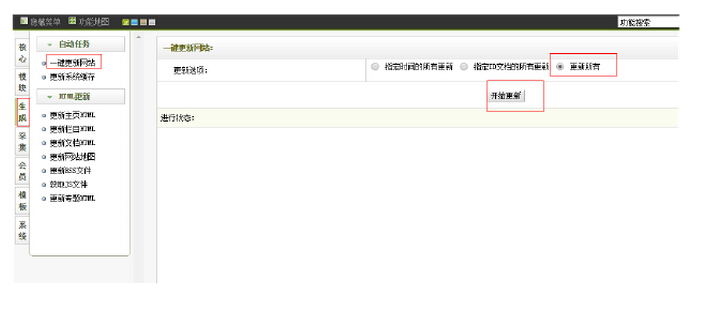 隐藏菜单 功能地图 功能搜索
核心
模块
生成
采集
会员
模板
系统
自动任务
一键更新网站
更新系统缓存
HTML更新
更新主页HTML
更新栏目HTML
更新文档HTML
更新网站地图
更新RSS文件
获取JS文件
更新专题HTML
一键更新网站:
更新选项: 指定时间的所有更新 指定ID文档的所有更新 更新所有
开始更新
进行状态: